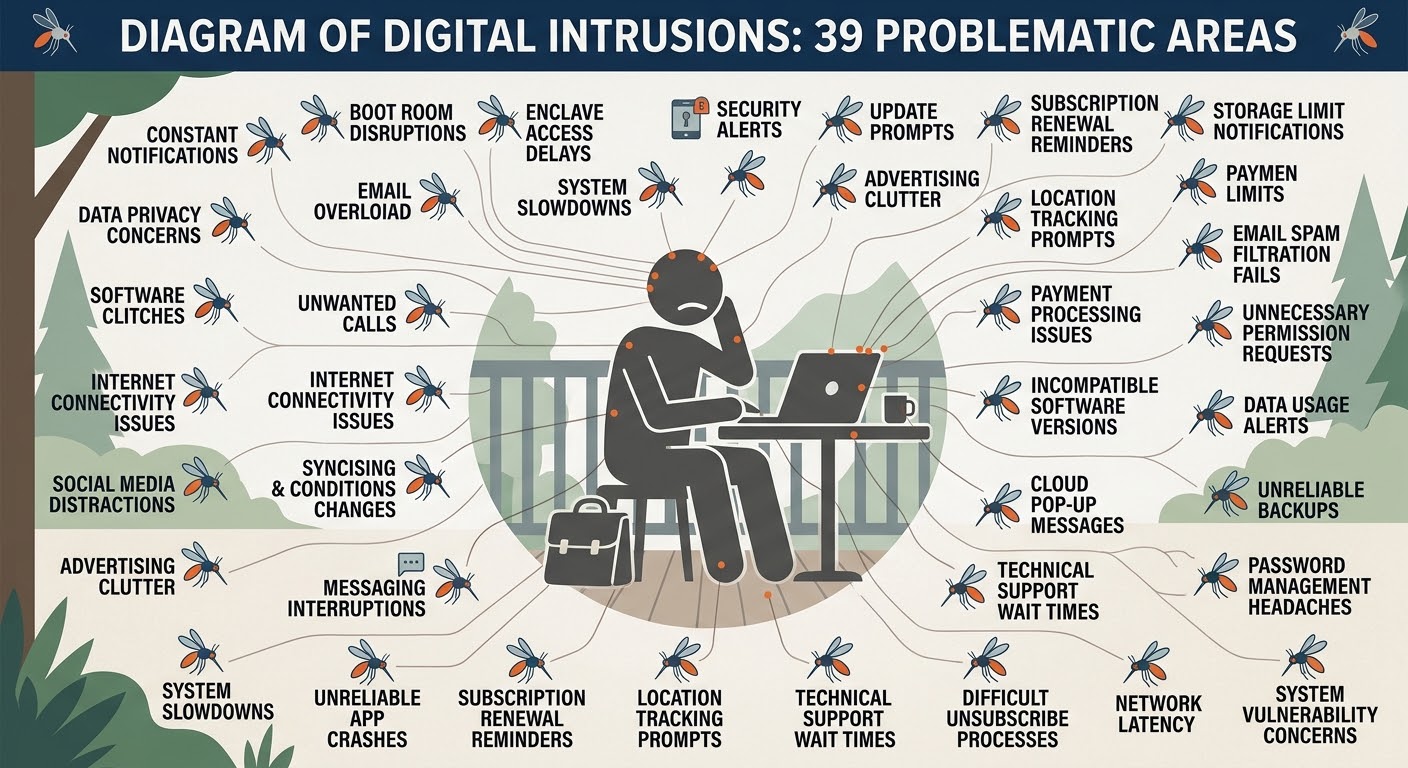 DIAGRAM OF DIGITAL INTRUSIONS: 39 PROBLEMATIC AREAS
CONSTANT
NOTIFICATIONS
BOOT ROOM
DISRUPTIONS
ENCLAVE
ACCESS
DELAYS
SECURITY
ALERTS
UPDATE
PROMPTS
SUBSCRIPTION
RENEWAL
REMINDERS
STORAGE LIMIT
NOTIFICATIONS
DATA PRIVACY
CONCERNS
EMAIL
OVERLOIAD
SYSTEM
SLOWDOWNS
ADVERTISING
CLUTTER
LOCATION
TRACKING
PROMPTS
PAYMEN
LIMITS
EMAIL SPAM
FILTRATION
FAILS
SOFTWARE
CLITCHES
UNWANTED
CALLS
PAYMENT
PROCESSING
ISSUES
UNNECESSARY
PERMISSION
REQUESTS
INTERNET
CONNECTIVITY
ISSUES
INTERNET
CONNECTIVITY
ISSUES
INCOMPATIBLE
SOFTWARE
VERSIONS
DATA USAGE
ALERTS
SOCIAL MEDIA
DISTRACTIONS
SYNCISING
& CONDITIONS
CHANGES
CLOUD
POP-UP
MESSAGES
UNRELIABLE
BACKUPS
ADVERTISING
CLUTTER
MESSAGING
INTERRUPTIONS
TECHNICAL
SUPPORT
WAIT TIMES
PASSWORD
MANAGEMENT
HEADACHES
SYSTEM
SLOWDOWNS
UNRELIABLE
APP
CRASHES
SUBSCRIPTION
RENEWAL
REMINDERS
LOCATION
TRACKING
PROMPTS
TECHNICAL
SUPPORT
WAIT TIMES
DIFFICULT
UNSUBSCRIBE
PROCESSES
NETWORK
LATENCY
SYSTEM
VULNERABILITY
CONCERNS